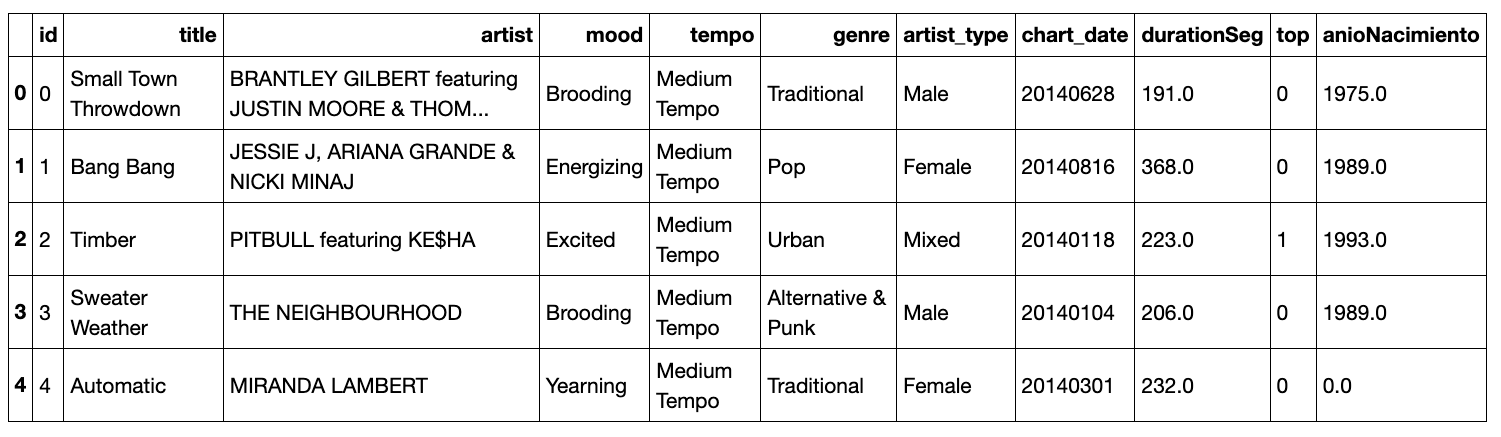 id title artist mood tempo genre artist_type chart_date durationSeg top anioNacimiento
0 0 Small Town Throwdown BRANTLEY GILBERT featuring JUSTIN MOORE & THOM... Brooding Medium Tempo Traditional Male 20140628 191.0 0 1975.0
1 1 Bang Bang JESSIE J, ARIANA GRANDE & NICKI MINAJ Energizing Medium Tempo Pop Female 20140816 368.0 0 1989.0
2 2 Timber PITBULL featuring KE$HA Excited Medium Tempo Urban Mixed 20140118 223.0 1 1993.0
3 3 Sweater Weather THE NEIGHBOURHOOD Brooding Medium Tempo Alternative & Punk Male 20140104 206.0 0 1989.0
4 4 Automatic MIRANDA LAMBERT Yearning Medium Tempo Traditional Female 20140301 232.0 0 0.0